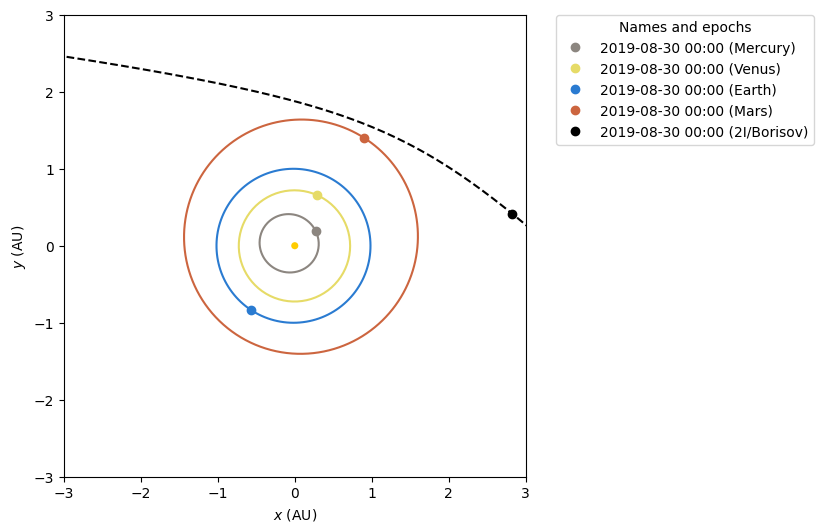 3
2
1
0
−1
−2
−3
−3
−2
−1
0
1
2
3
y (AU)
x (AU)
Names and epochs
2019-08-30 00:00 (Mercury)
2019-08-30 00:00 (Venus)
2019-08-30 00:00 (Earth)
2019-08-30 00:00 (Mars)
2019-08-30 00:00 (2I/Borisov)